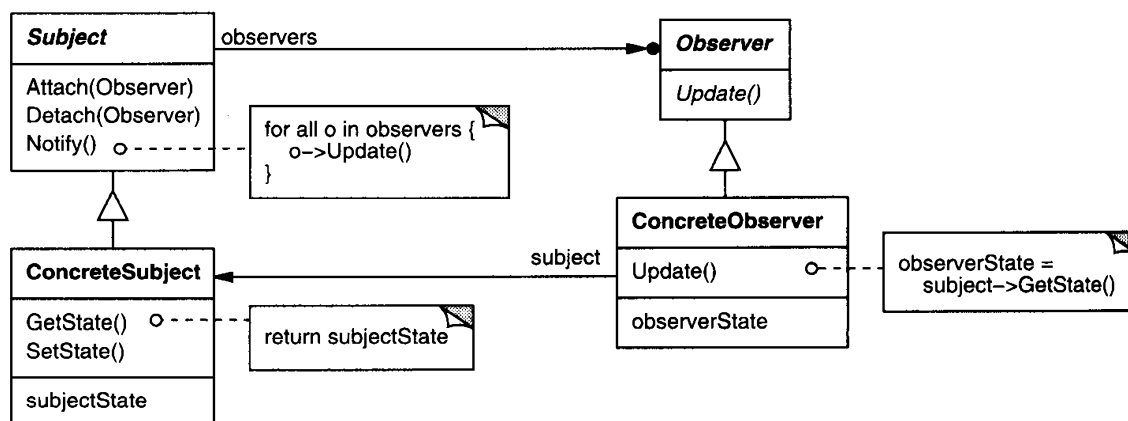 Subject
observers
Observer
Attach(Observer)
Detach(Observer)
Notify()
for all o in observers {
o->Update()
}
Update()
ConcreteSubject
GetState()
SetState()
subjectState
return subjectState
subject
ConcreteObserver
Update()
observerState
observerState =
subject->GetState()